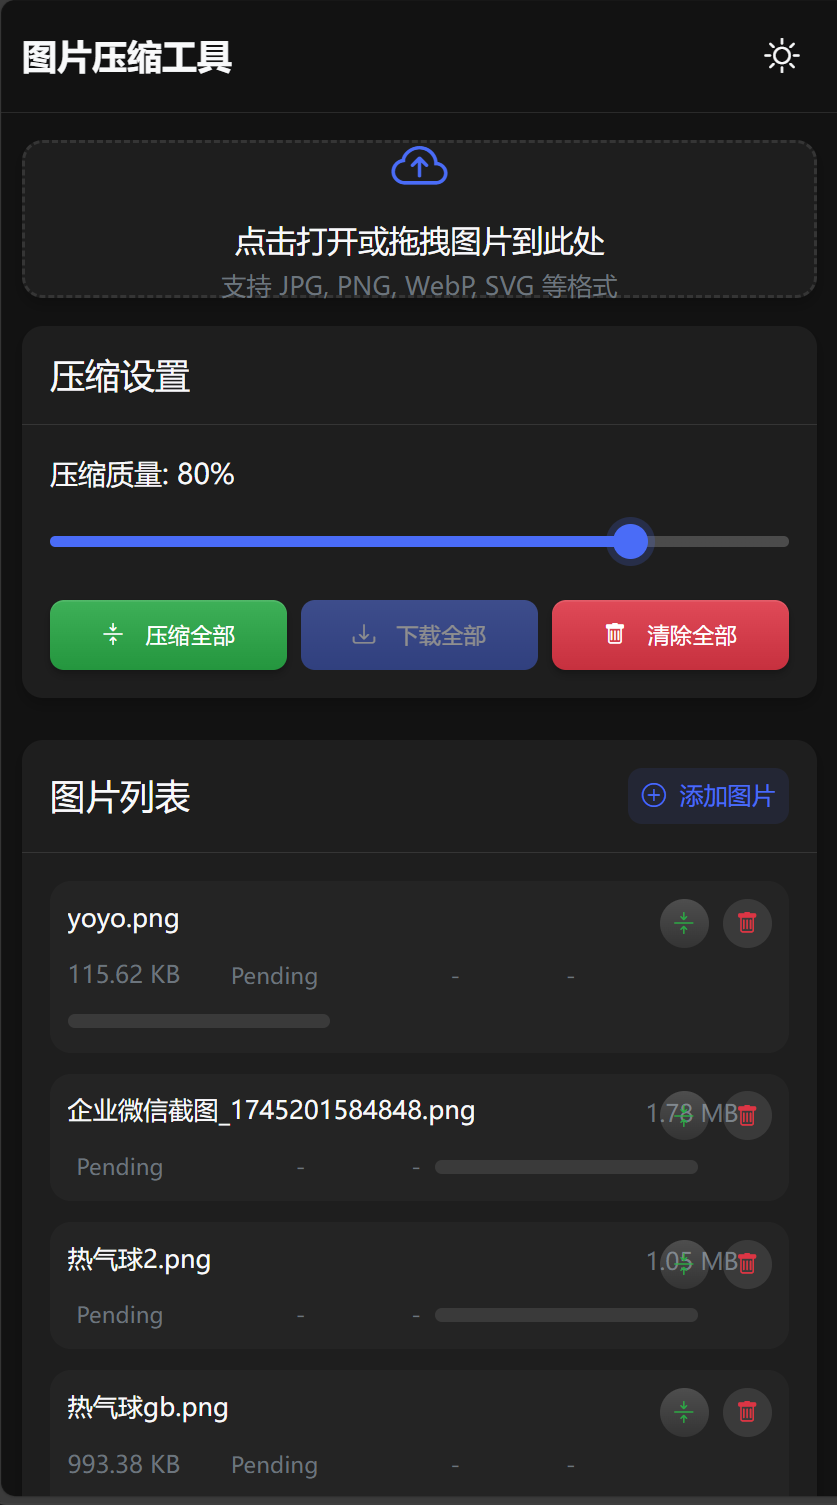 图片压缩工具
点击打开或拖拽图片到此处
支持 JPG, PNG, WebP, SVG 等格式
压缩设置
压缩质量: 80%
压缩全部 下载全部 清除全部
图片列表 添加图片
yoyo.png
115.62 KB Pending - -
企业微信截图_1745201584848.png 1.78 MB
Pending - -
热气球2.png 1.05 MB
Pending - -
热气球gb.png
993.38 KB Pending - -